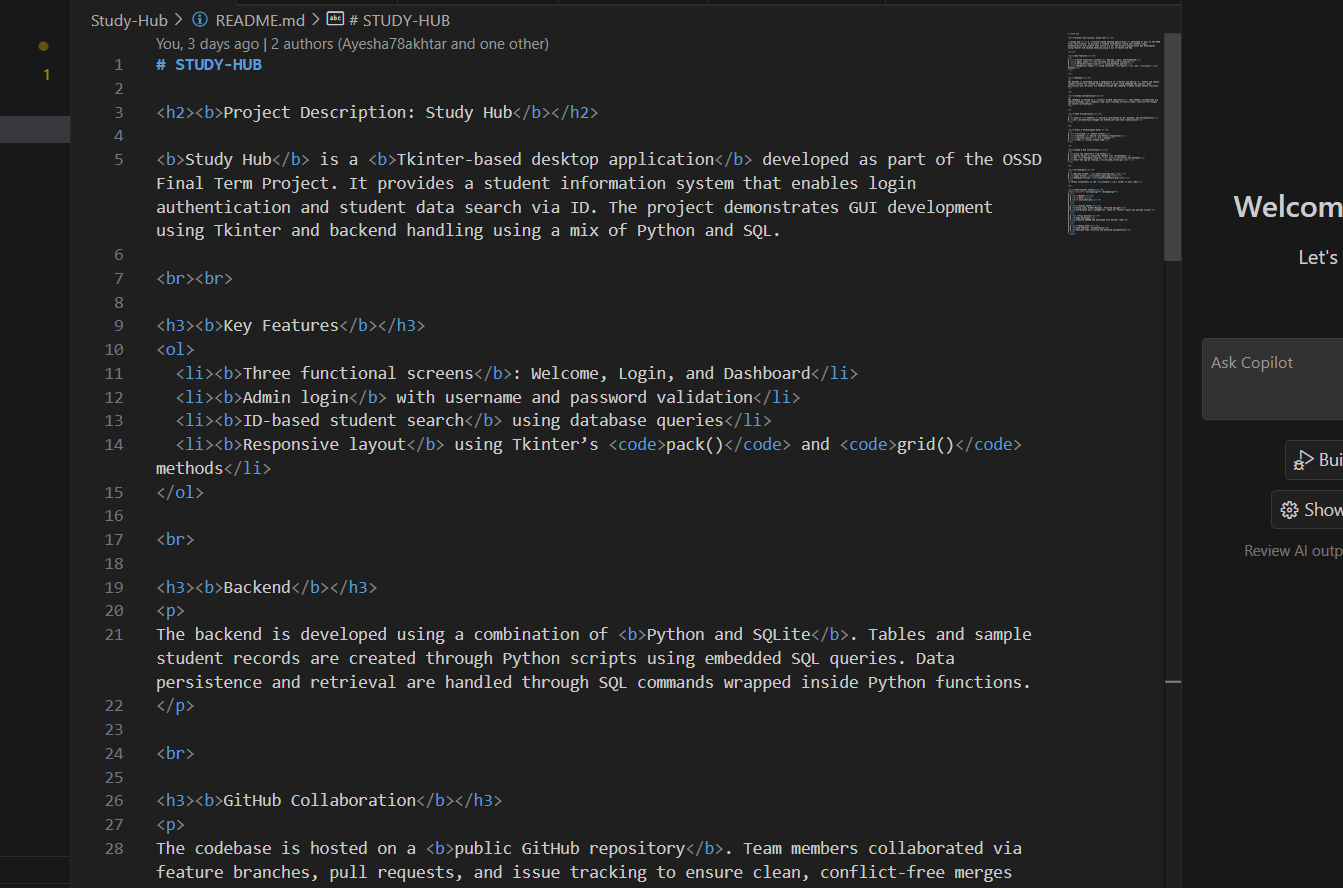 Study-Hub > README.md > # STUDY-HUB
You, 3 days ago | 2 authors (Ayesha78akhtar and one other)
1
1 # STUDY-HUB
2
3 <h2><b>Project Description: Study Hub</b></h2>
4
5 <b>Study Hub</b> is a <b>Tkinter-based desktop application</b> developed as part of the OSSD
Final Term Project. It provides a student information system that enables login
authentication and student data search via ID. The project demonstrates GUI development
using Tkinter and backend handling using a mix of Python and SQL.
6
7 <br><br>
8
9 <h3><b>Key Features</b></h3>
10 <ol>
11 <li><b>Three functional screens</b>: Welcome, Login, and Dashboard</li>
12 <li><b>Admin login</b> with username and password validation</li>
13 <li><b>ID-based student search</b> using database queries</li>
14 <li><b>Responsive layout</b> using Tkinter’s <code>pack()</code> and <code>grid()</code>
methods</li>
15 </ol>
16
17 <br>
18
19 <h3><b>Backend</b></h3>
20 <p>
21 The backend is developed using a combination of <b>Python and SQLite</b>. Tables and sample
student records are created through Python scripts using embedded SQL queries. Data
persistence and retrieval are handled through SQL commands wrapped inside Python functions.
22 </p>
23
24 <br>
25
26 <h3><b>GitHub Collaboration</b></h3>
27 <p>
28 The codebase is hosted on a <b>public GitHub repository</b>. Team members collaborated via
feature branches, pull requests, and issue tracking to ensure clean, conflict-free merges
Welcom
Let's
Ask Copilot
Bui
Show
Review AI outp